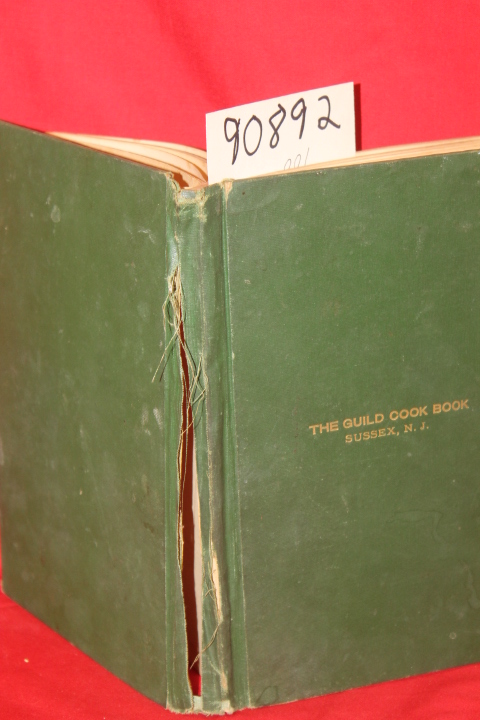 90892
THE GUILD COOK BOOK
SUSSEX, N. J.